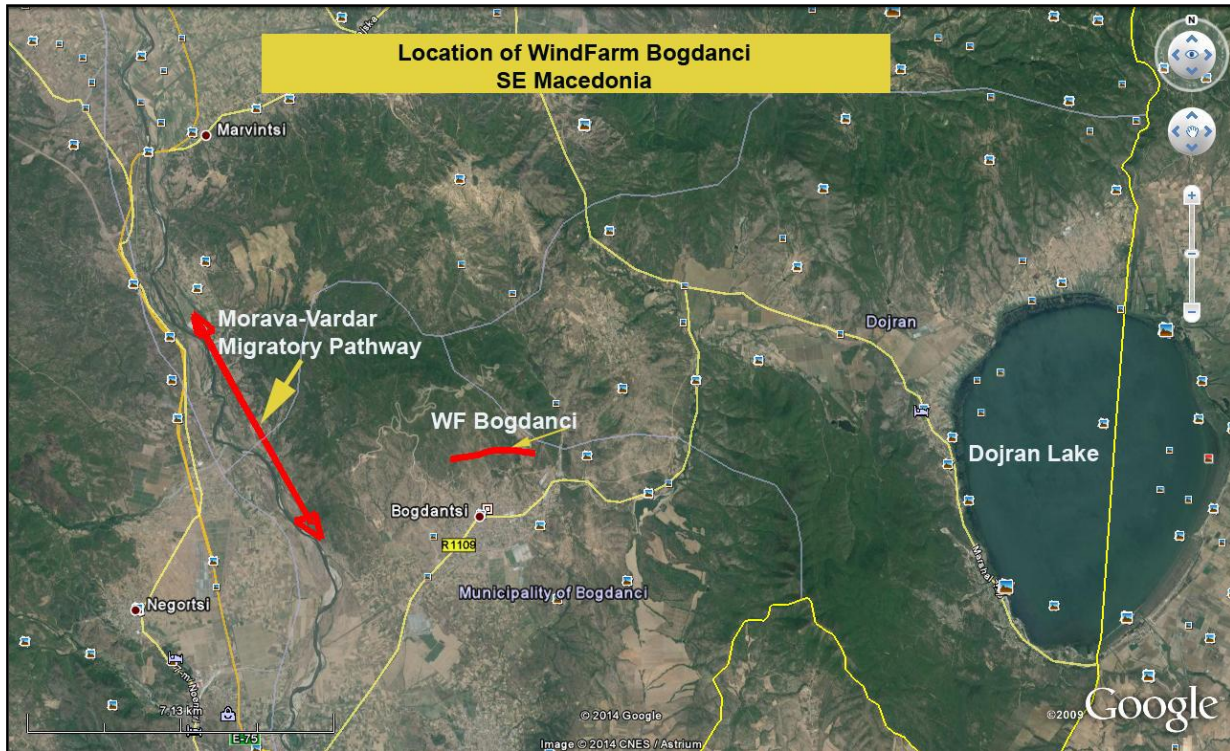 Location of WindFarm Bogdanci
SE Macedonia
N
Marvintsi
Morava-Vardar
Migratory Pathway
Dojran
WF Bogdanci
Dojran Lake
Bogdantsi
R1109
Municipality of Bogdanci
Marshal
Negortsi
7,13 km
E-75
© 2014 Google
Image © 2014 CNES / Astrium
©2009 Google